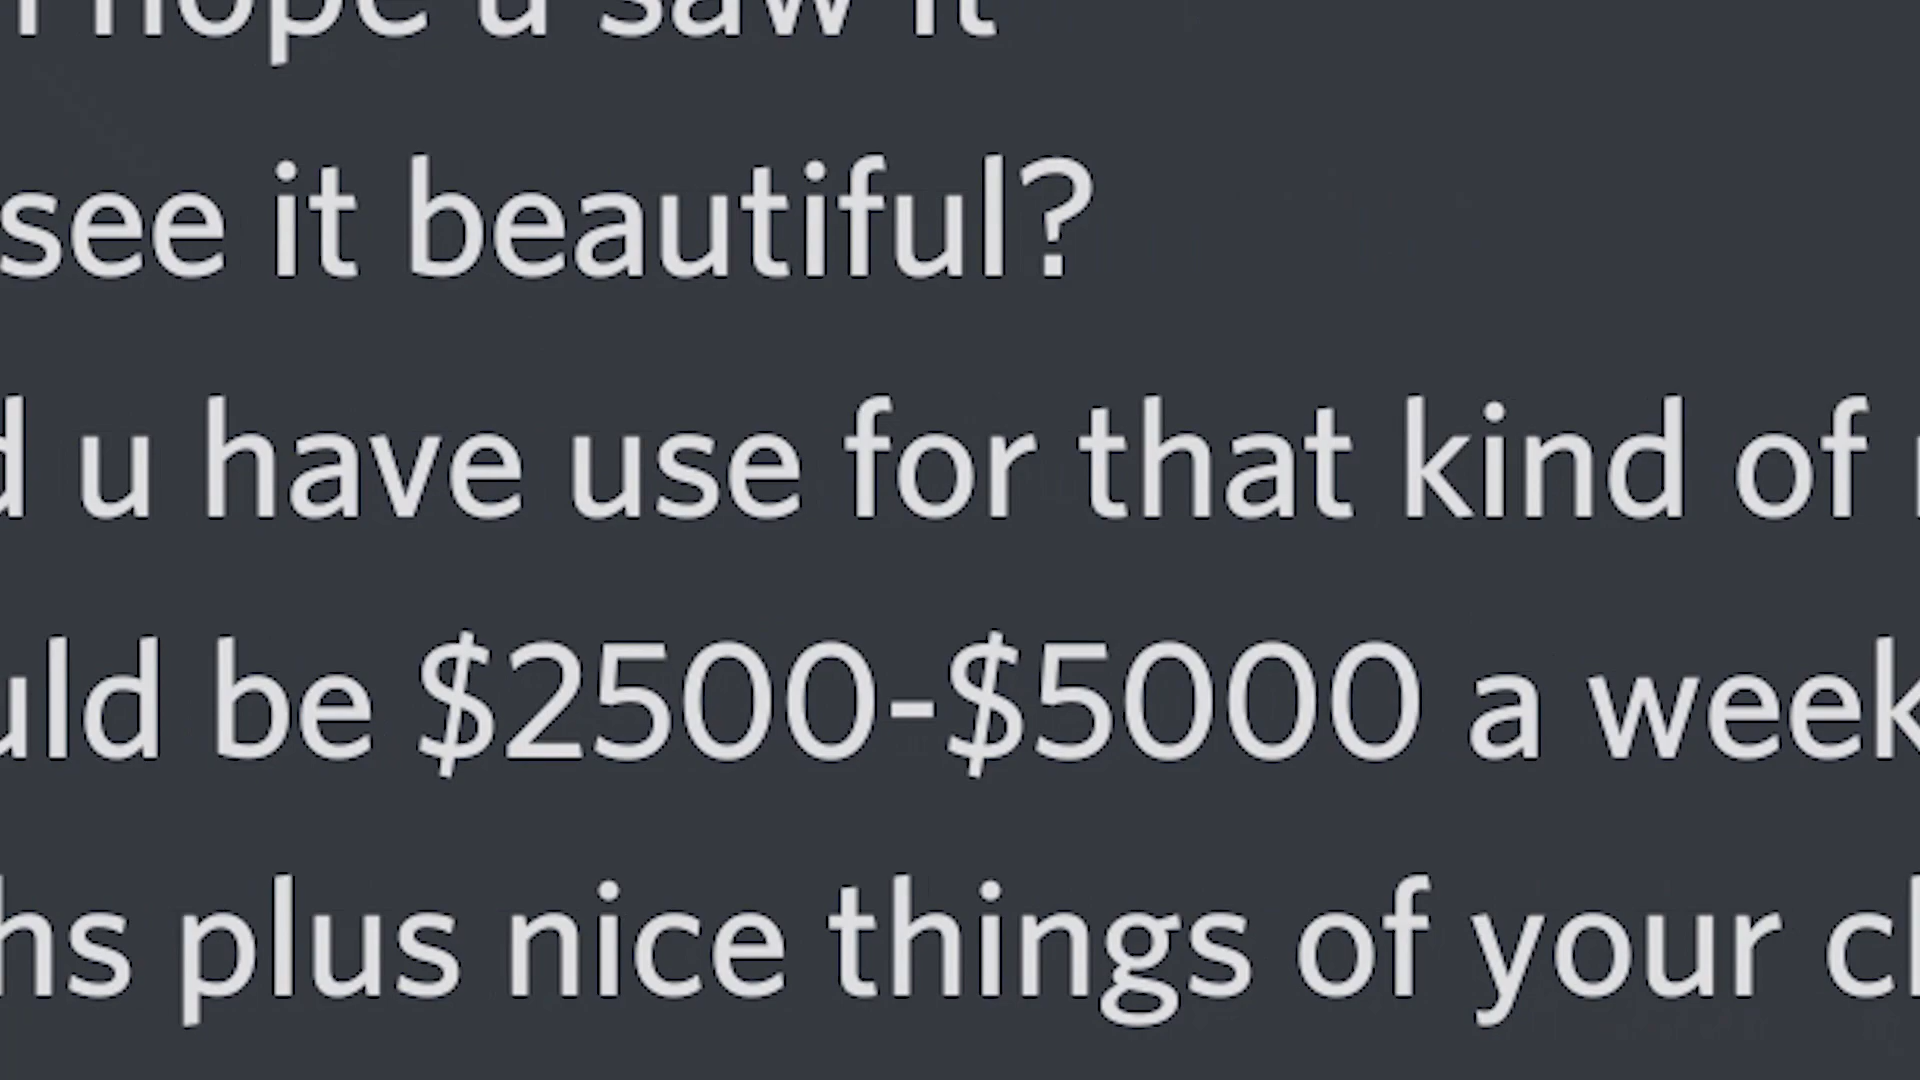 hope u saw it
see it beautiful?
u have use for that kind of
be $2500-$5000 a week
plus nice things of your